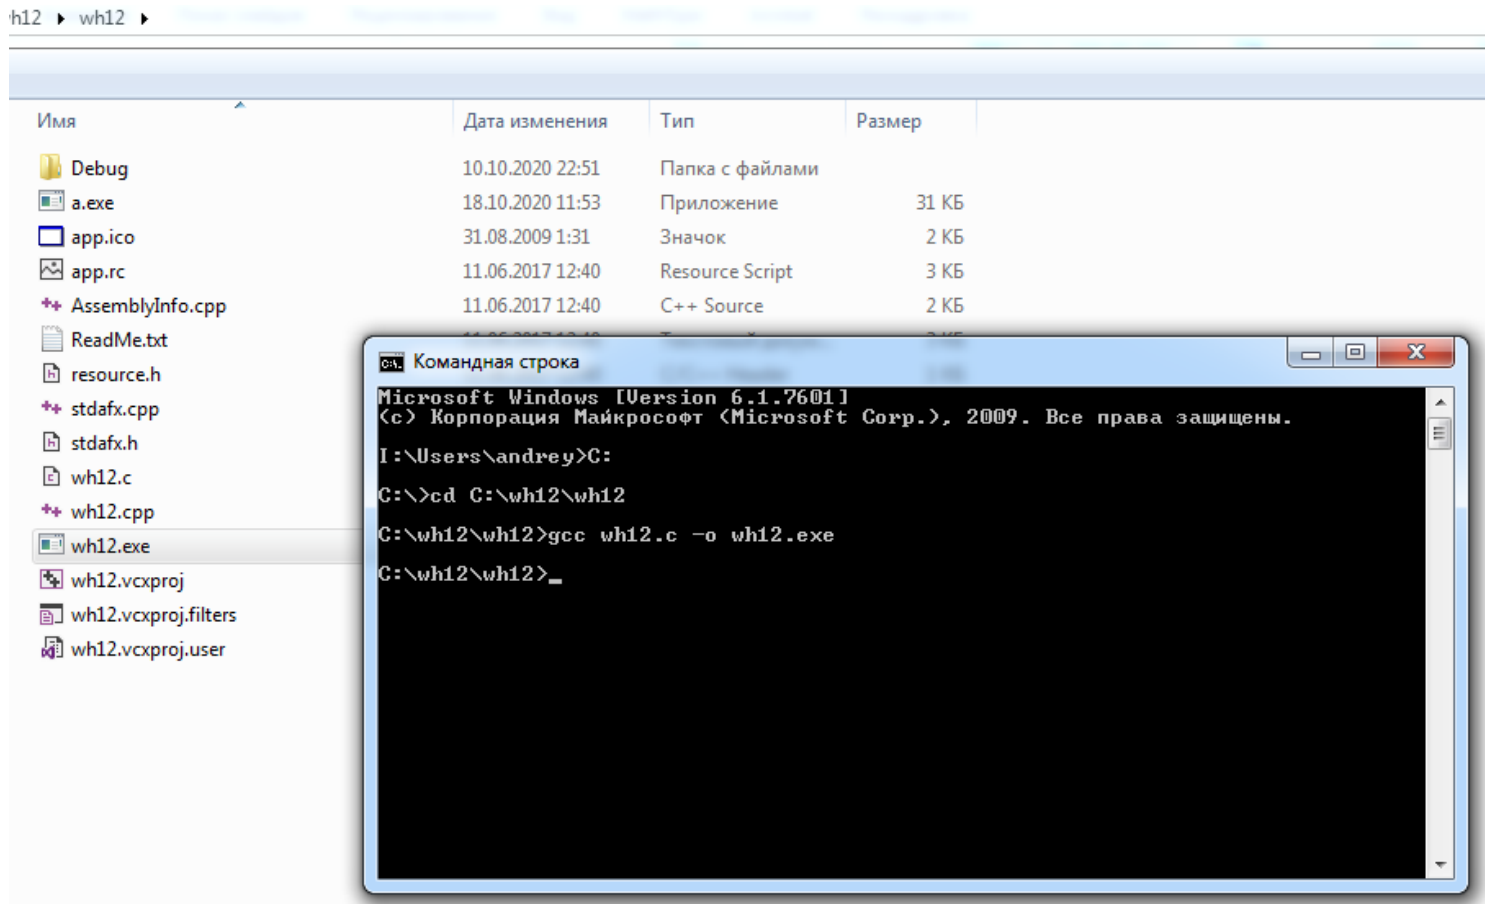 h12 ▸ wh12 ▸
Имя Дата изменения Тип Размер
Debug 10.10.2020 22:51 Папка с файлами
a.exe 18.10.2020 11:53 Приложение 31 КБ
app.ico 31.08.2009 1:31 Значок 2 КБ
app.rc 11.06.2017 12:40 Resource Script 3 КБ
AssemblyInfo.cpp 11.06.2017 12:40 C++ Source 2 КБ
ReadMe.txt
resource.h
stdafx.cpp
stdafx.h
wh12.c
wh12.cpp
wh12.exe
wh12.vcxproj
wh12.vcxproj.filters
wh12.vcxproj.user
Командная строка
Microsoft Windows [Version 6.1.7601]
(c) Корпорация Майкрософт (Microsoft Corp.), 2009. Все права защищены.
I:\Users\andrey>C:
C:\>cd C:\wh12\wh12
C:\wh12\wh12>gcc wh12.c -o wh12.exe
C:\wh12\wh12>_